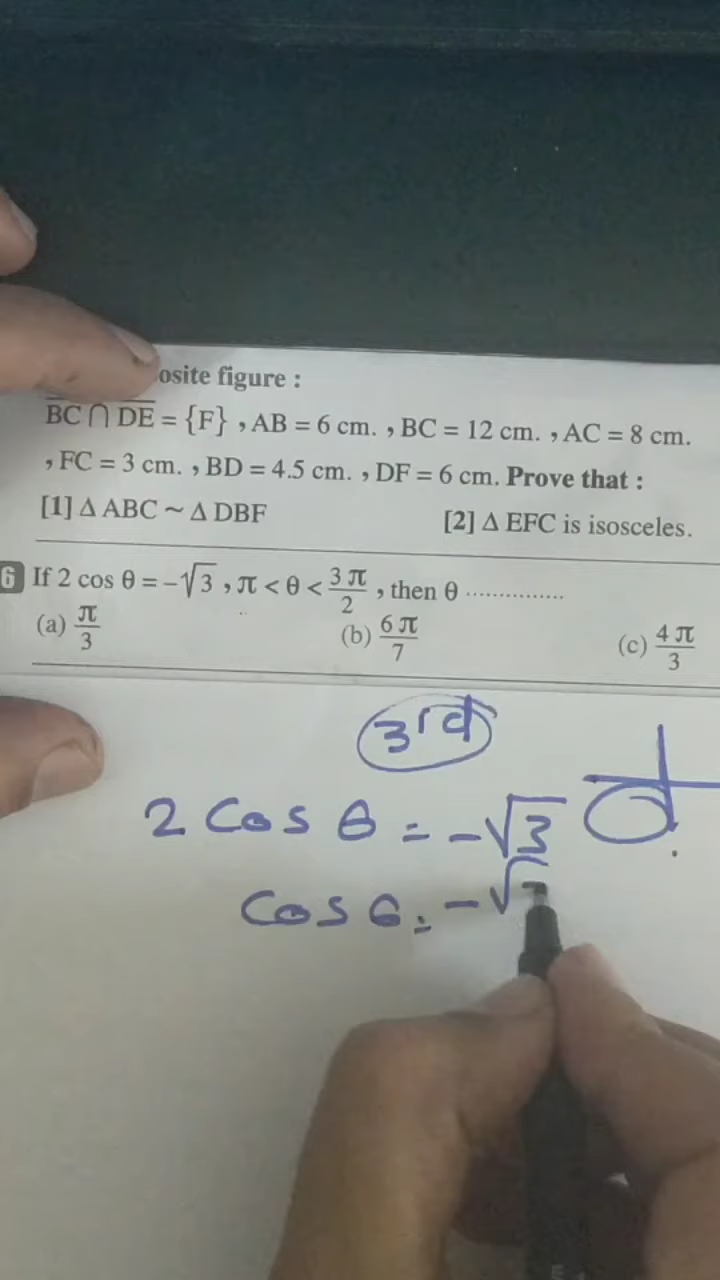 osite figure :
BC ∩ DE = {F} , AB = 6 cm. , BC = 12 cm. , AC = 8 cm.
, FC = 3 cm. , BD = 4.5 cm. , DF = 6 cm. Prove that :
[1] Δ ABC ~ Δ DBF [2] Δ EFC is isosceles.
6 If 2 cos θ = -√3 , π < θ < 3π/2 , then θ ...............
(a) π/3 (b) 6π/7 (c) 4π/3
3rd
2 Cos θ = -√3
Cos θ = -√